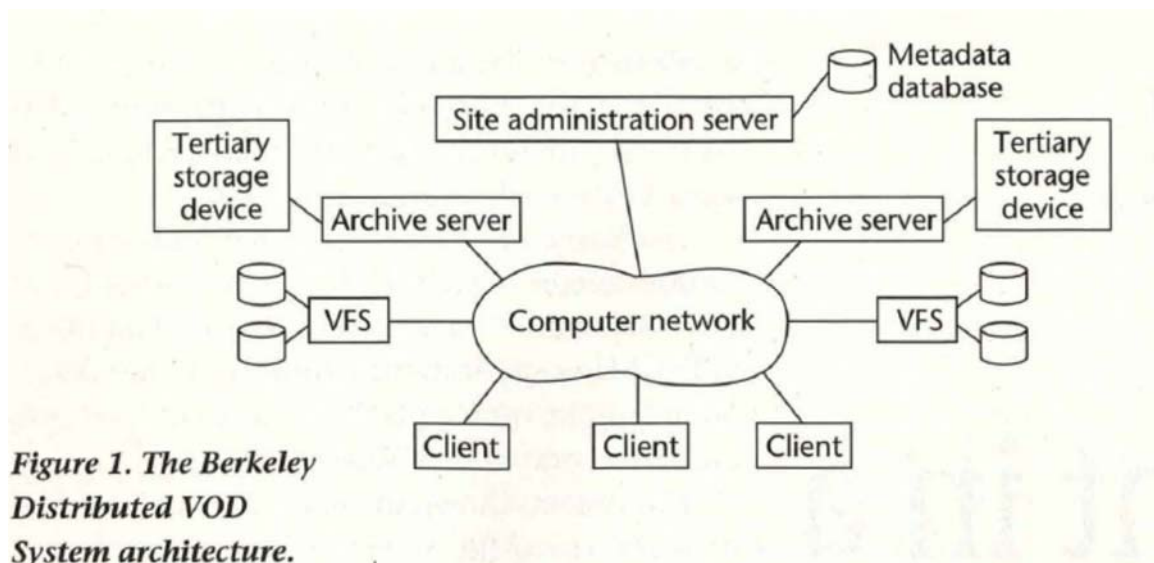 Metadata
database
Site administration server
Tertiary
storage
device
Tertiary
storage
device
Archive server
Archive server
VFS
Computer network
VFS
Client
Client
Client
Figure 1. The Berkeley
Distributed VOD
System architecture.